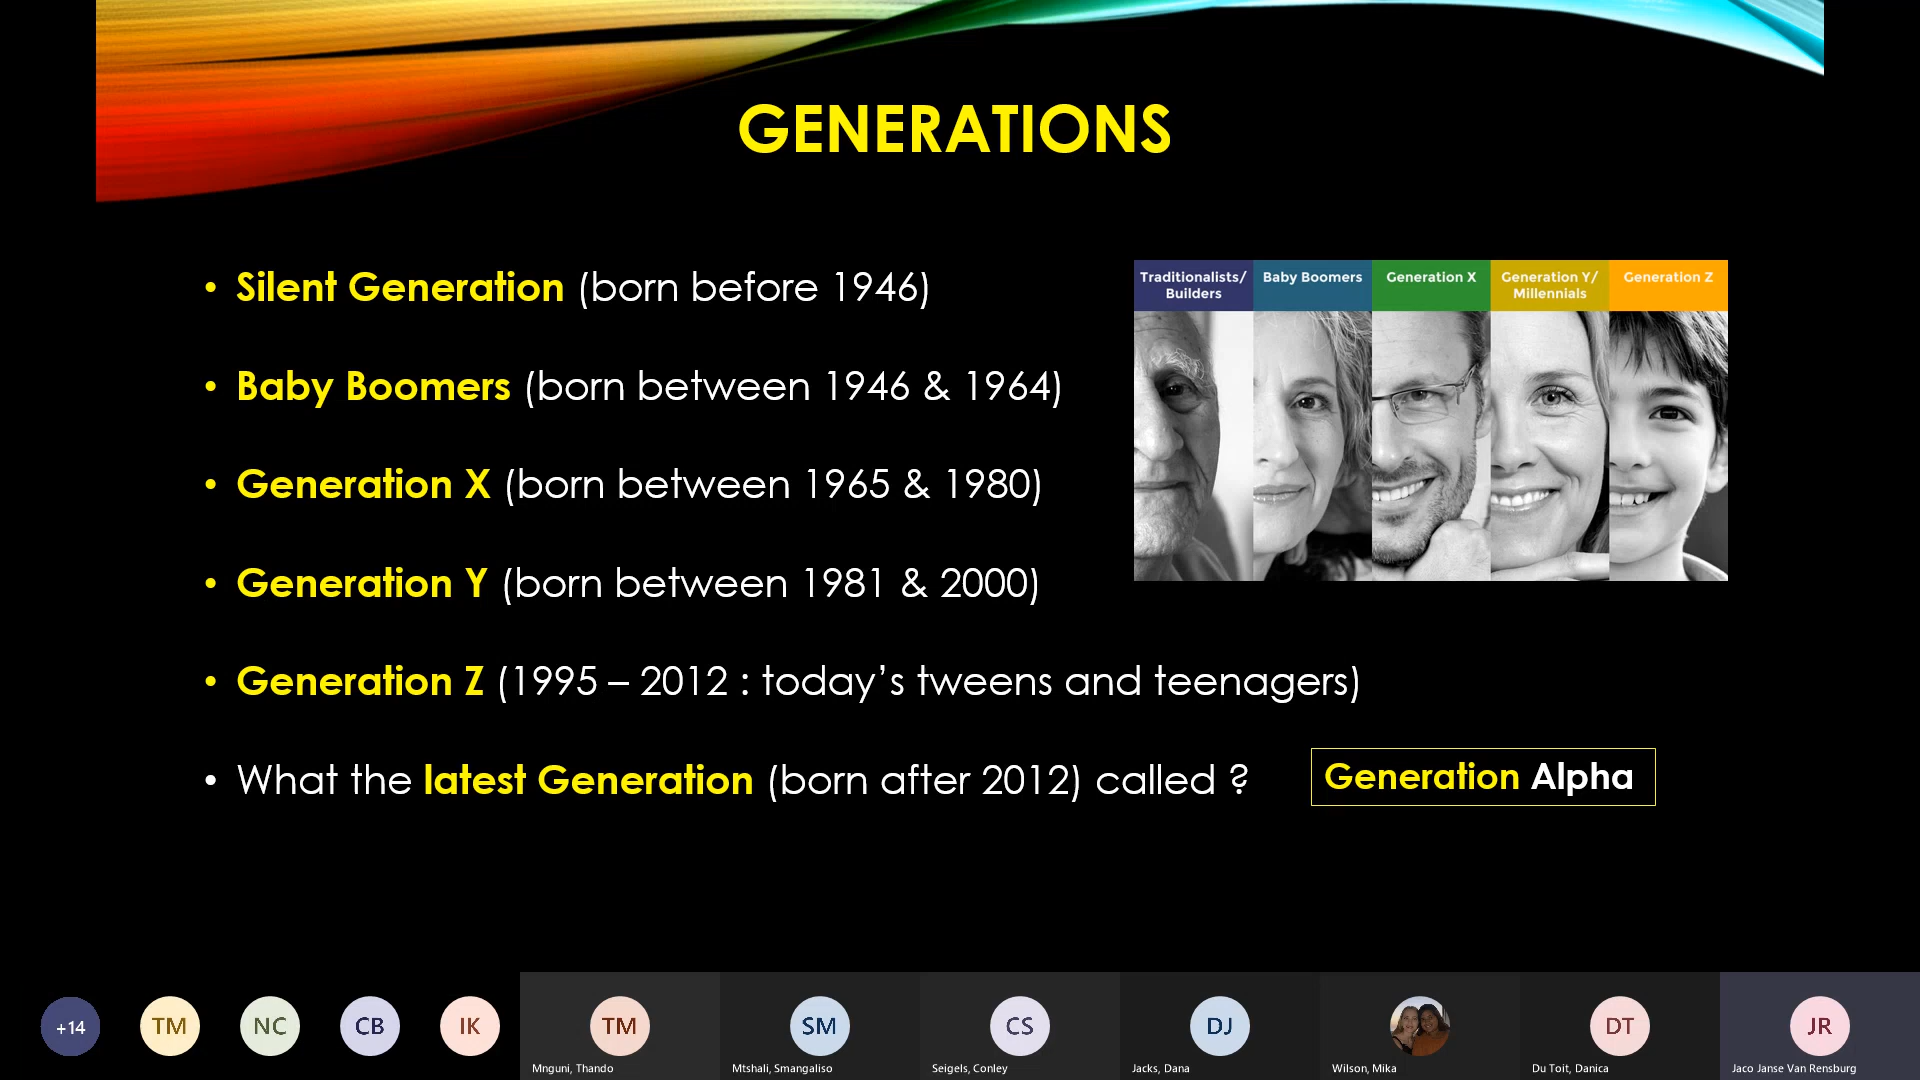 GENERATIONS
• Silent Generation (born before 1946)
• Baby Boomers (born between 1946 & 1964)
• Generation X (born between 1965 & 1980)
• Generation Y (born between 1981 & 2000)
• Generation Z (1995 – 2012 : today’s tweens and teenagers)
• What the latest Generation (born after 2012) called ?
Generation Alpha
Traditionalists/
Builders
Baby Boomers
Generation X
Generation Y/
Millennials
Generation Z
+14
TM
NC
CB
IK
TM
Mnguni, Thando
SM
Mtshali, Smangaliso
CS
Seigels, Conley
DJ
Jacks, Dana
Wilson, Mika
DT
Du Toit, Danica
JR
Jaco Janse Van Rensburg